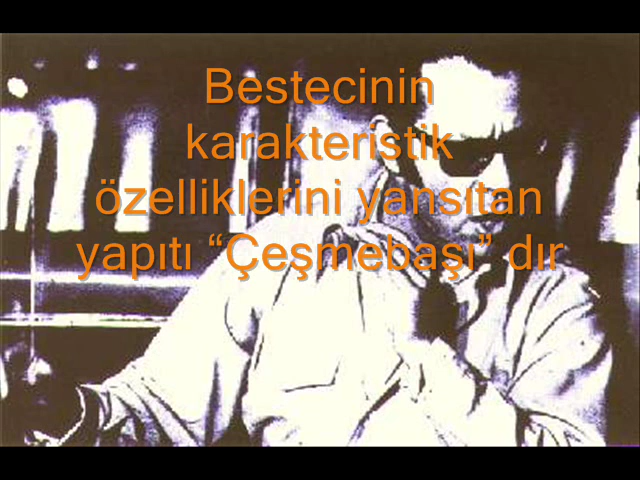 Bestecinin
karakteristik
özelliklerini yansıtan
yapıtı “Çeşmebaşı” dır